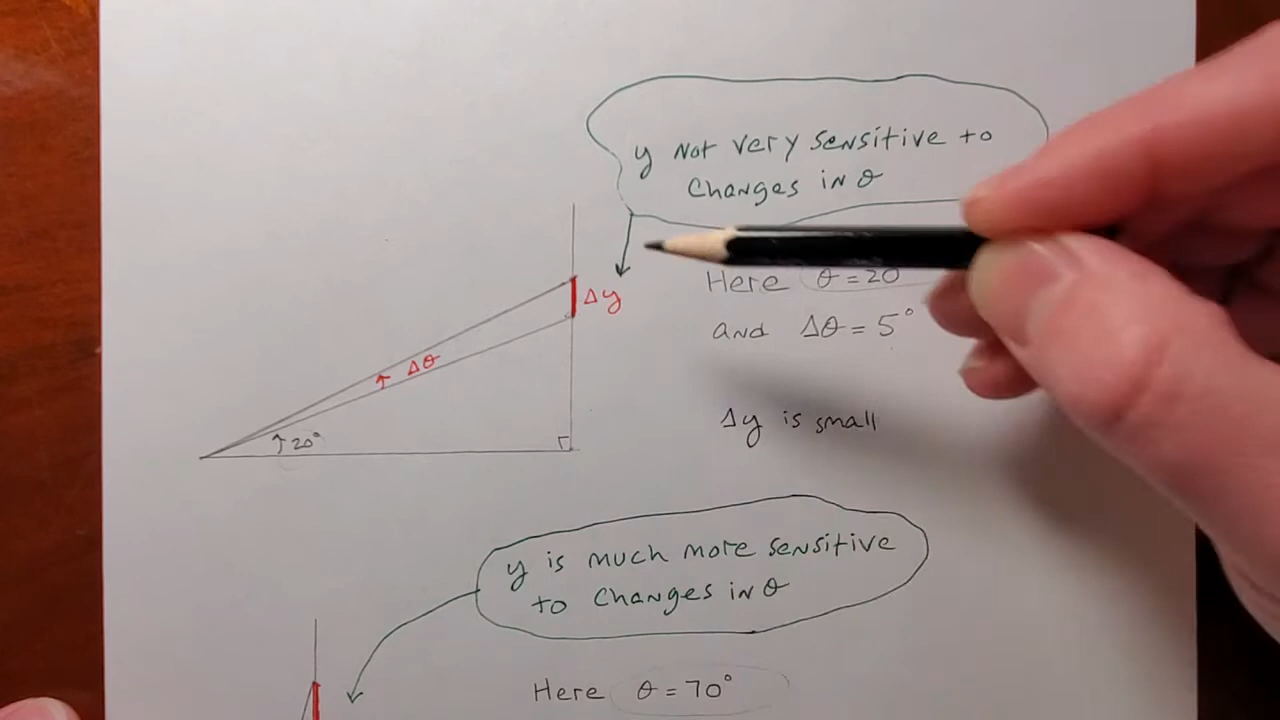 y Not very sensitive to
changes in θ
Here θ = 20
and Δθ = 5°
Δy
Δθ
20°
Δy is small
y is much more sensitive
to changes in θ
Here θ = 70°